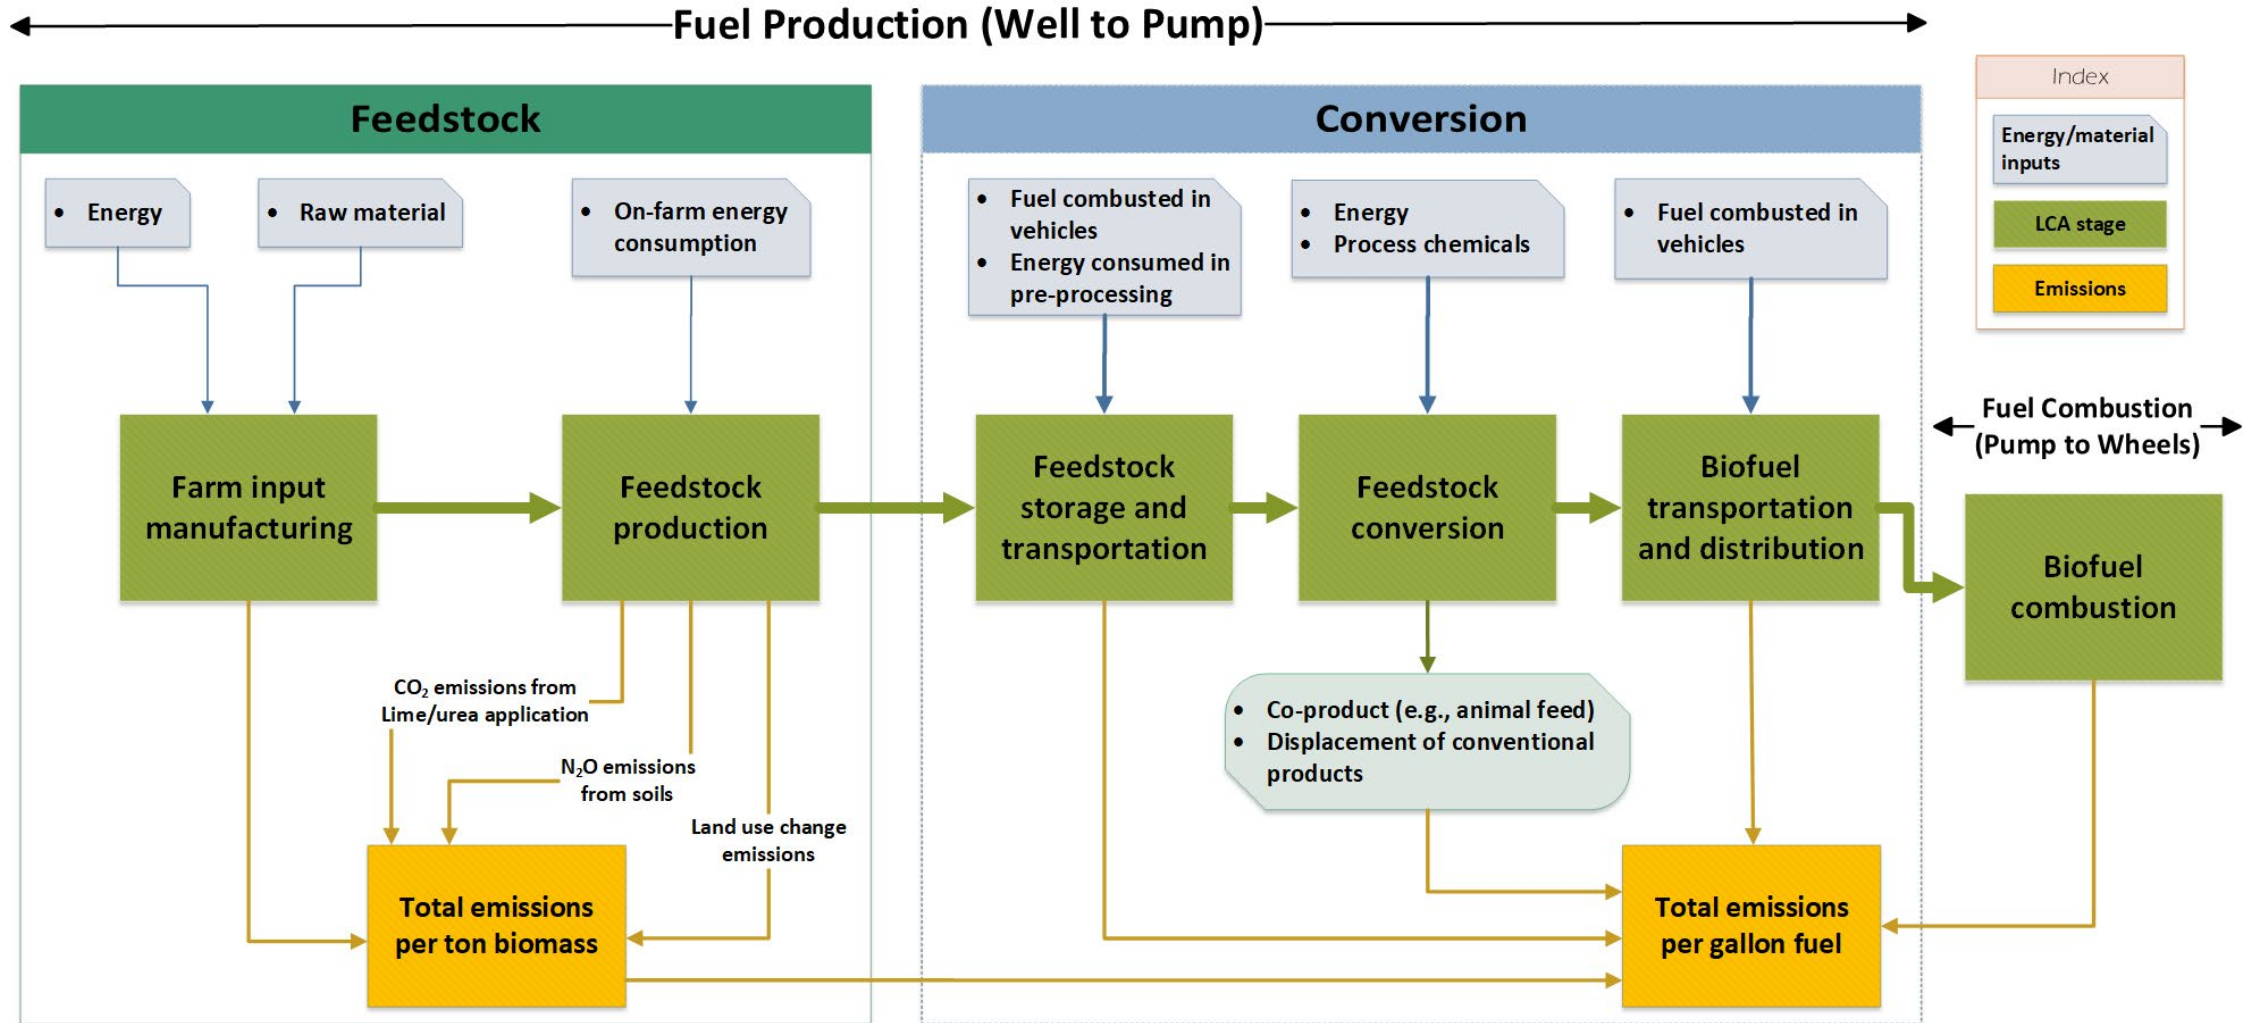 Fuel Production (Well to Pump)
Feedstock
Conversion
Index
Energy/material
inputs
LCA stage
Emissions
• Energy
• Raw material
• On-farm energy
consumption
• Fuel combusted in
vehicles
• Energy consumed in
pre-processing
• Energy
• Process chemicals
• Fuel combusted in
vehicles
Fuel Combustion
(Pump to Wheels)
Farm input
manufacturing
Feedstock
production
Feedstock
storage and
transportation
Feedstock
conversion
Biofuel
transportation
and distribution
Biofuel
combustion
CO₂ emissions from
Lime/urea application
N₂O emissions
from soils
Land use change
emissions
• Co-product (e.g., animal feed)
• Displacement of conventional
products
Total emissions
per ton biomass
Total emissions
per gallon fuel